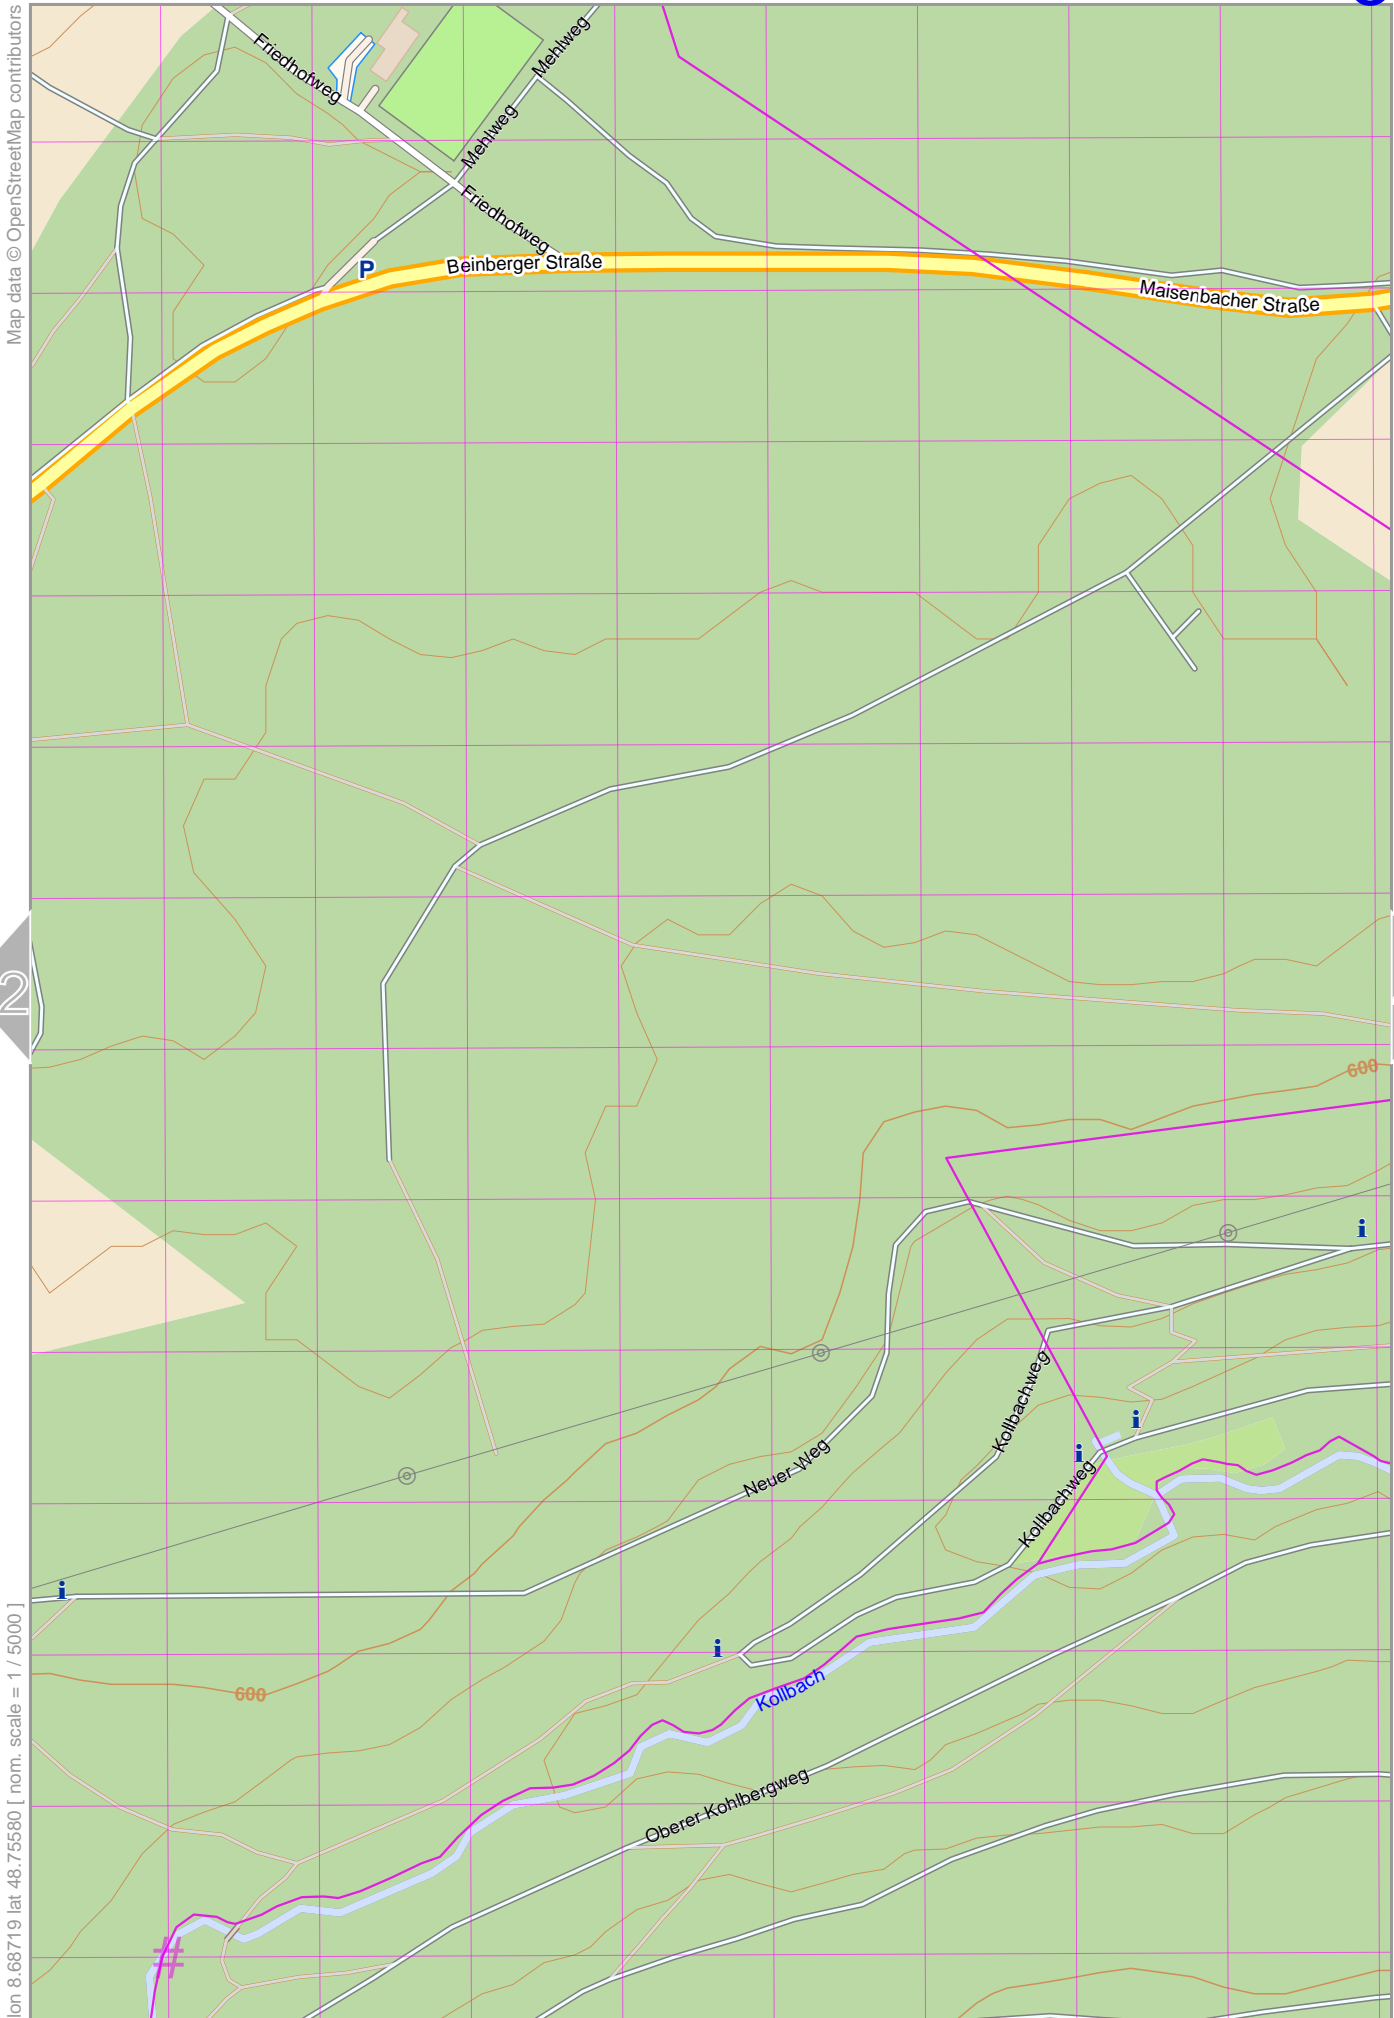 Map data © OpenStreetMap contributors
Friedhofweg
Mehlweg
Mehlweg
Friedhofweg
P
Beinberger Straße
Maisenbacher Straße
2
600
i
Kollbachweg
i
i
Neuer Weg
Kollbachweg
i
i
Kollbach
600
Oberer Kohlbergweg
#
lon 8.68719 lat 48.75580 [ nom. scale = 1 / 5000 ]